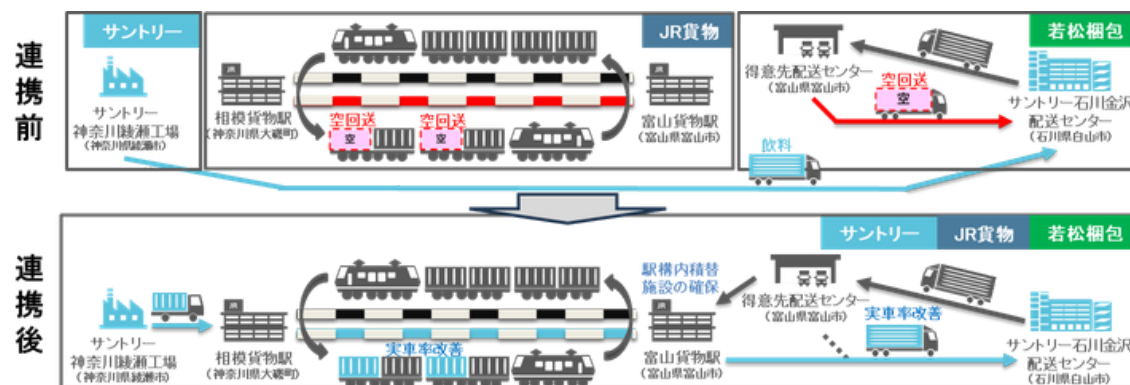 連携前
サントリー
JR貨物
若松梱包
サントリー
神奈川綾瀬工場
(神奈川県綾瀬市)
相模貨物駅
(神奈川県大磯町)
空回送
空
空回送
空
富山貨物駅
(富山県富山市)
得意先配送センター
(富山県富山市)
空回送
空
サントリー石川金沢
配送センター
(石川県白山市)
飲料
連携後
サントリー
JR貨物
若松梱包
サントリー
神奈川綾瀬工場
(神奈川県綾瀬市)
相模貨物駅
(神奈川県大磯町)
実車率改善
駅構内積替
施設の確保
富山貨物駅
(富山県富山市)
得意先配送センター
(富山県富山市)
実車率改善
サントリー石川金沢
配送センター
(石川県白山市)